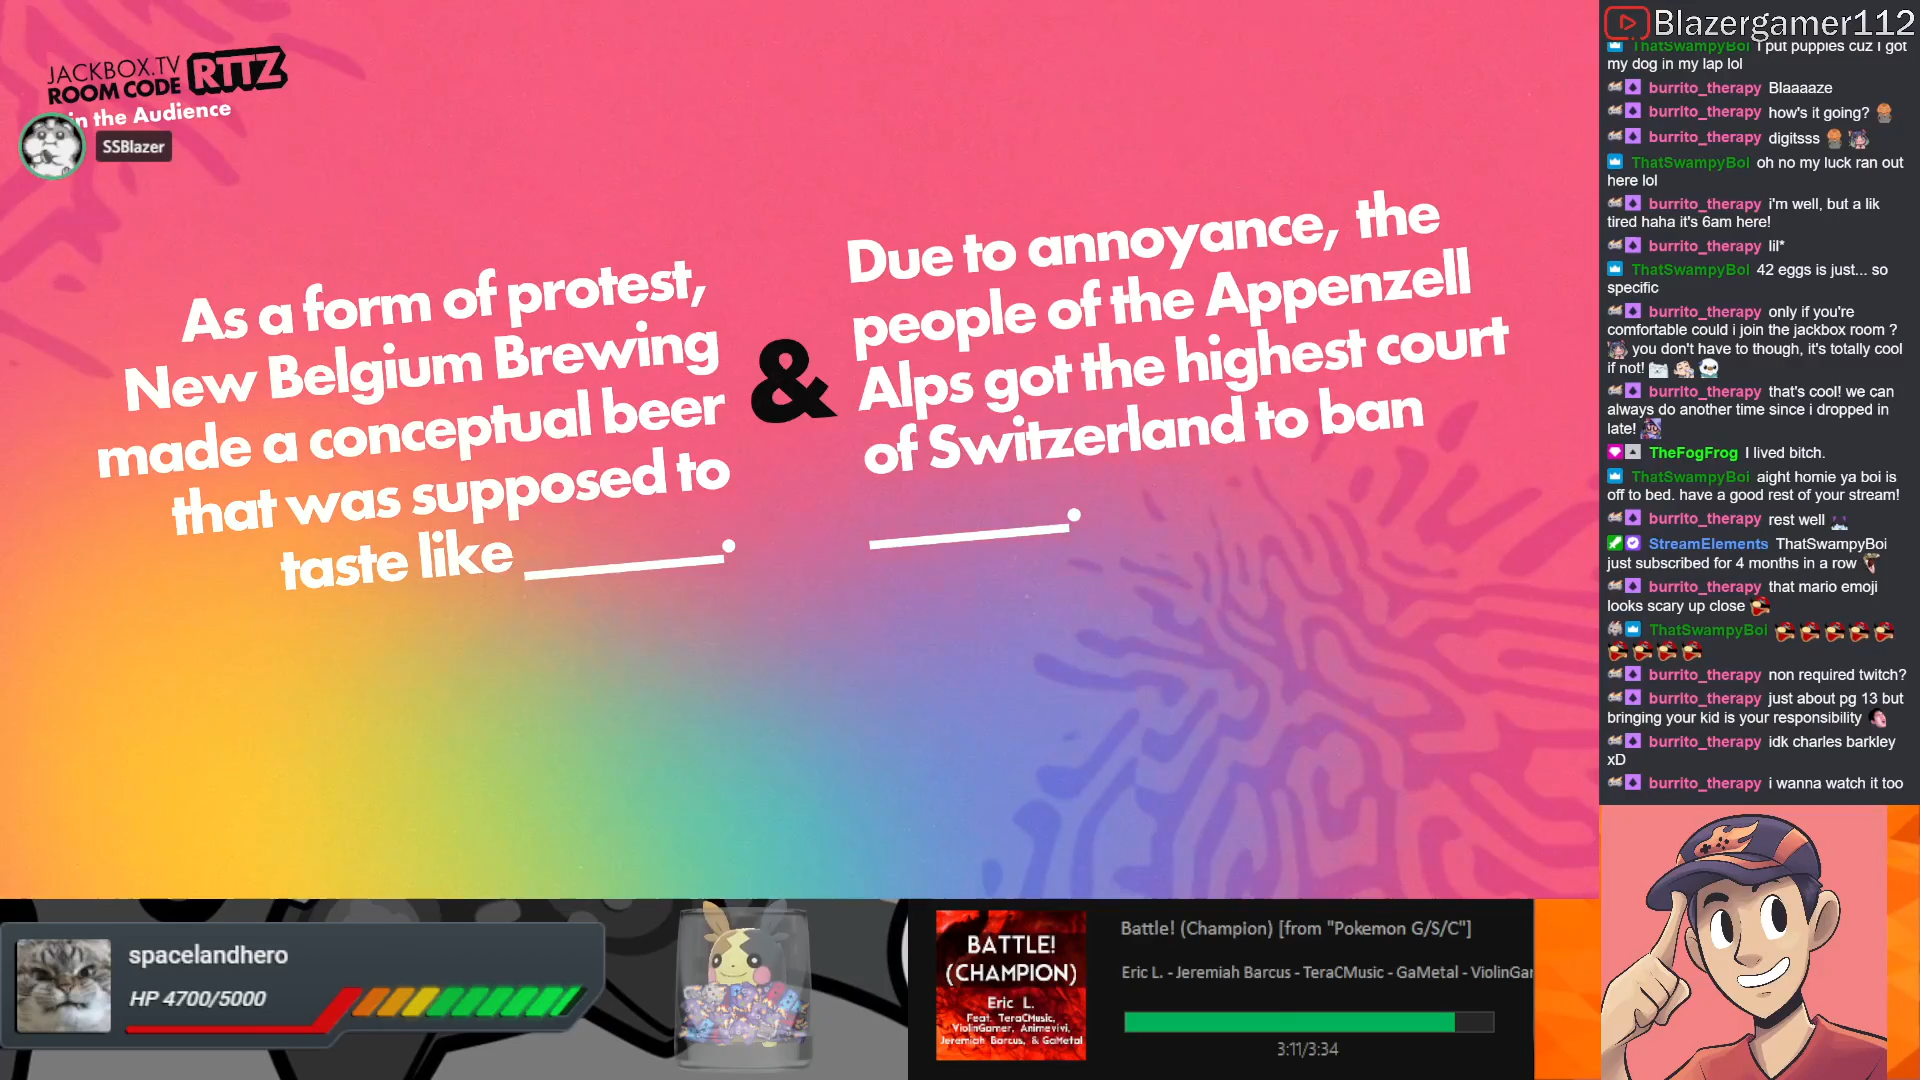 JACKBOX.TV
ROOM CODE
RTTZ
in the Audience
SSBlazer
As a form of protest,
New Belgium Brewing
made a conceptual beer
that was supposed to
taste like ______.
&
Due to annoyance, the
people of the Appenzell
Alps got the highest court
of Switzerland to ban
______.
Blazergamer112
ThatSwampyBoi I put puppies cuz I got
my dog in my lap lol
burrito_therapy Blaaaaze
burrito_therapy how's it going?
burrito_therapy digitsss
ThatSwampyBoi oh no my luck ran out
here lol
burrito_therapy i'm well, but a lik
tired haha it's 6am here!
burrito_therapy lil*
ThatSwampyBoi 42 eggs is just... so
specific
burrito_therapy only if you're
comfortable could i join the jackbox room ?
you don't have to though, it's totally cool
if not!
burrito_therapy that's cool! we can
always do another time since i dropped in
late!
TheFogFrog I lived bitch.
ThatSwampyBoi aight homie ya boi is
off to bed. have a good rest of your stream!
burrito_therapy rest well
StreamElements ThatSwampyBoi
just subscribed for 4 months in a row
burrito_therapy that mario emoji
looks scary up close
ThatSwampyBoi
burrito_therapy non required twitch?
burrito_therapy just about pg 13 but
bringing your kid is your responsibility
burrito_therapy idk charles barkley
xD
burrito_therapy i wanna watch it too
spacelandhero
HP 4700/5000
BATTLE!
(CHAMPION)
Eric L.
Feat. TeraCMusic,
ViolinGamer, Animevivi,
Jeremiah Barcus, & GaMetal
Battle! (Champion) [from "Pokemon G/S/C"]
Eric L. - Jeremiah Barcus - TeraCMusic - GaMetal - ViolinGar
3:11/3:34